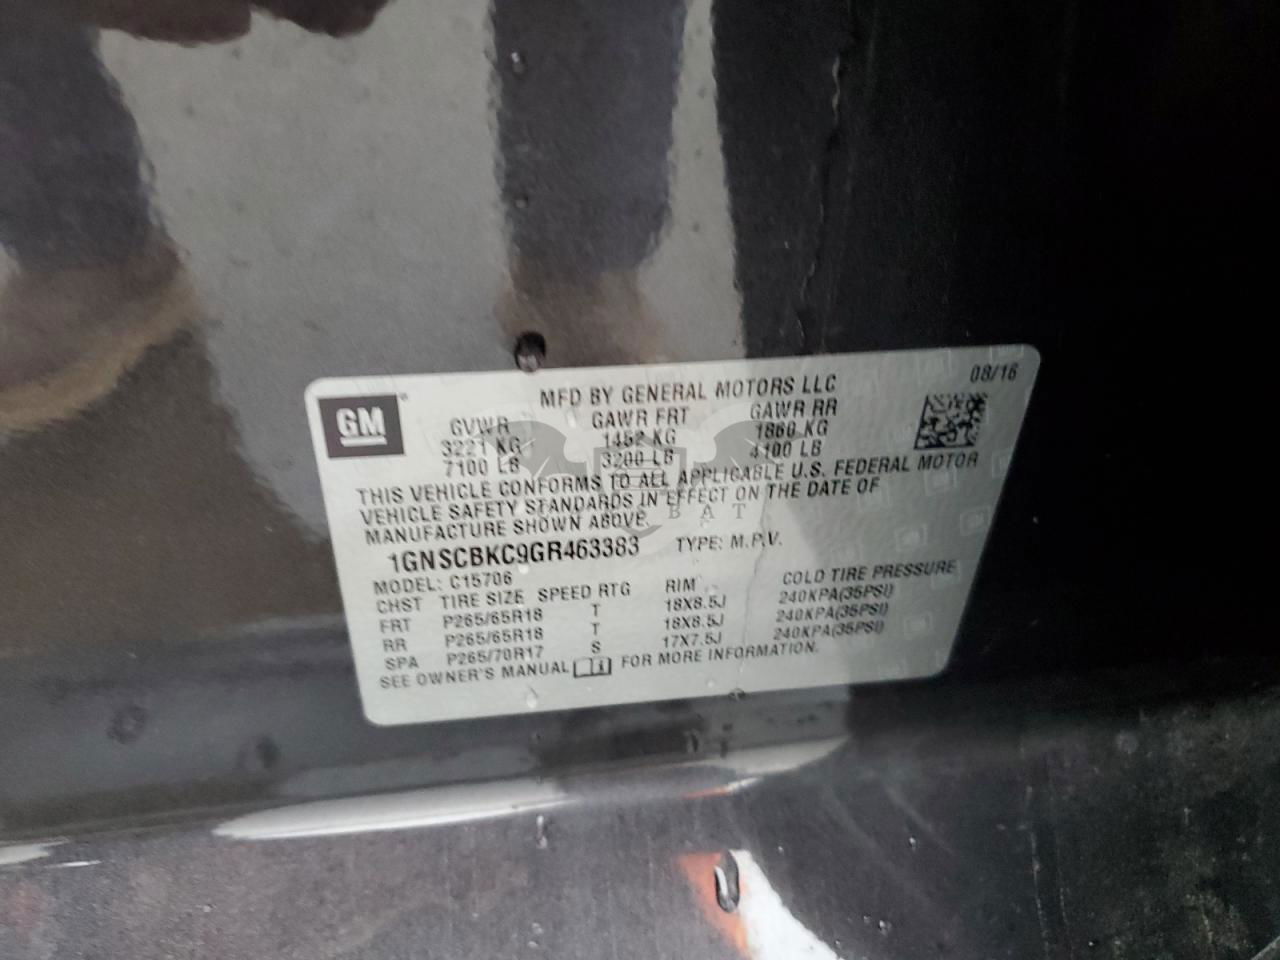 MFD BY GENERAL MOTORS LLC 08/16
GM
GVWR GAWR FRT GAWR RR
3221 KG 1452 KG 1860 KG
7100 LB 3200 LB 4100 LB
THIS VEHICLE CONFORMS TO ALL APPLICABLE U.S. FEDERAL MOTOR
VEHICLE SAFETY STANDARDS IN EFFECT ON THE DATE OF
MANUFACTURE SHOWN ABOVE.
1GNSCBKC9GR463383 TYPE: M.P.V.
MODEL: C15706
CHST TIRE SIZE SPEED RTG RIM COLD TIRE PRESSURE
FRT P265/65R18 T 18X8.5J 240KPA(35PSI)
RR P265/65R18 T 18X8.5J 240KPA(35PSI)
SPA P265/70R17 S 17X7.5J 240KPA(35PSI)
SEE OWNER'S MANUAL FOR MORE INFORMATION.